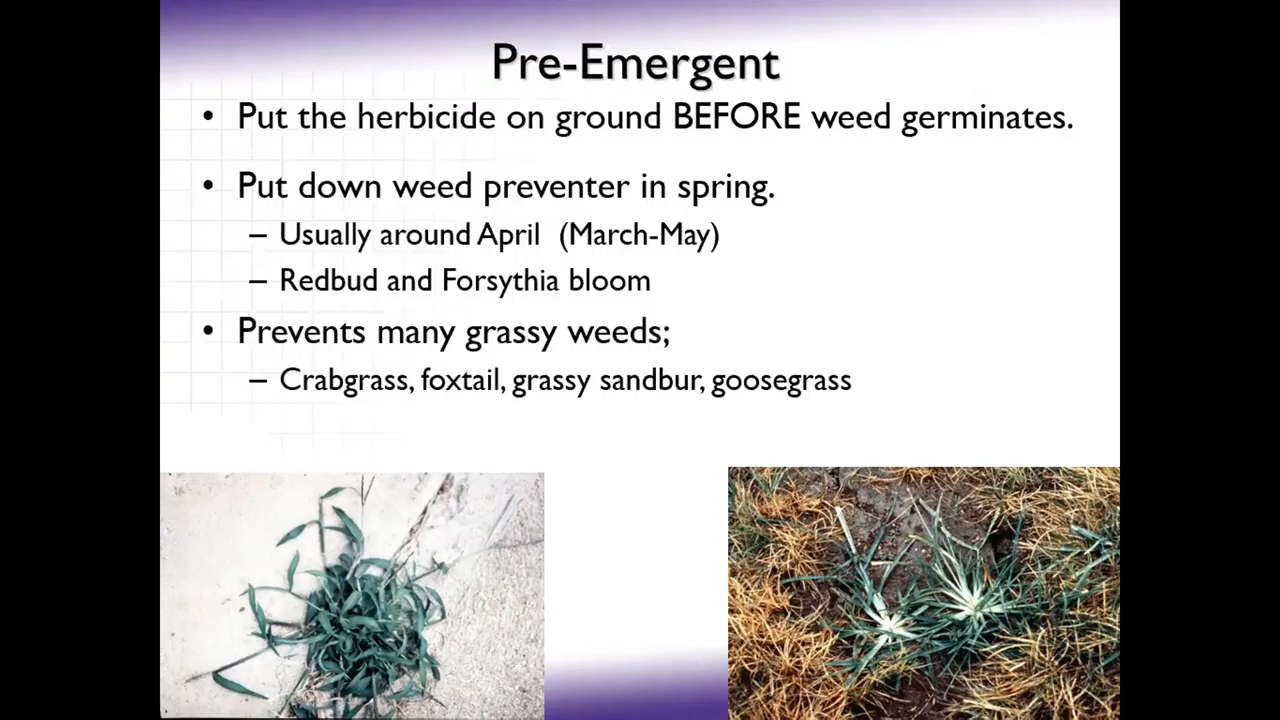 Pre-Emergent
• Put the herbicide on ground BEFORE weed germinates.
• Put down weed preventer in spring.
– Usually around April (March-May)
– Redbud and Forsythia bloom
• Prevents many grassy weeds;
– Crabgrass, foxtail, grassy sandbur, goosegrass